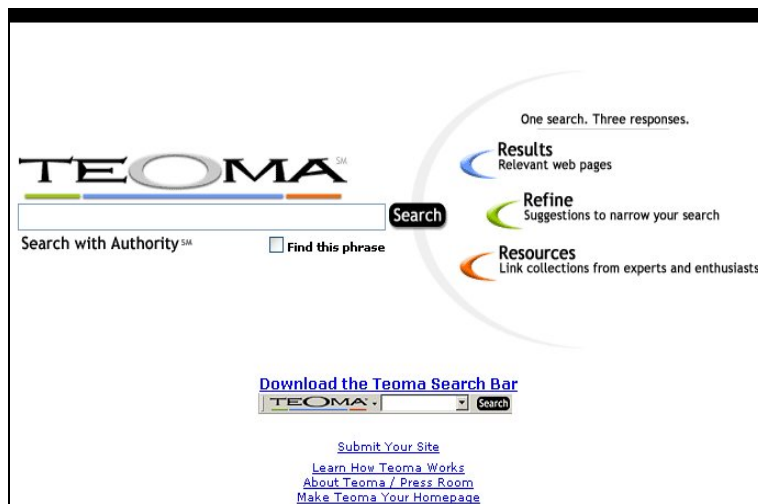 TEOMA SM
Search
Search with Authority SM
Find this phrase
One search. Three responses.
Results
Relevant web pages
Refine
Suggestions to narrow your search
Resources
Link collections from experts and enthusiasts
Download the Teoma Search Bar
TEOMA Search
Submit Your Site
Learn How Teoma Works
About Teoma / Press Room
Make Teoma Your Homepage